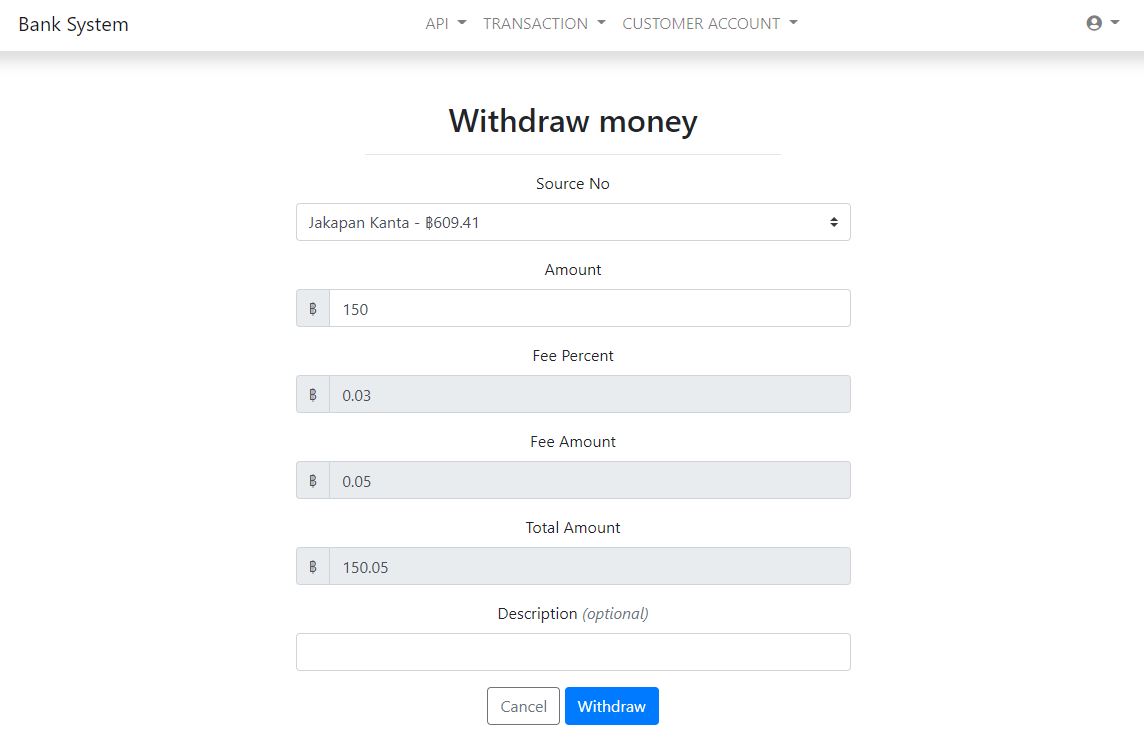 Bank System
API
TRANSACTION
CUSTOMER ACCOUNT
Withdraw money
Source No
Jakapan Kanta - ฿609.41
Amount
฿ 150
Fee Percent
฿ 0.03
Fee Amount
฿ 0.05
Total Amount
฿ 150.05
Description (optional)
Cancel
Withdraw